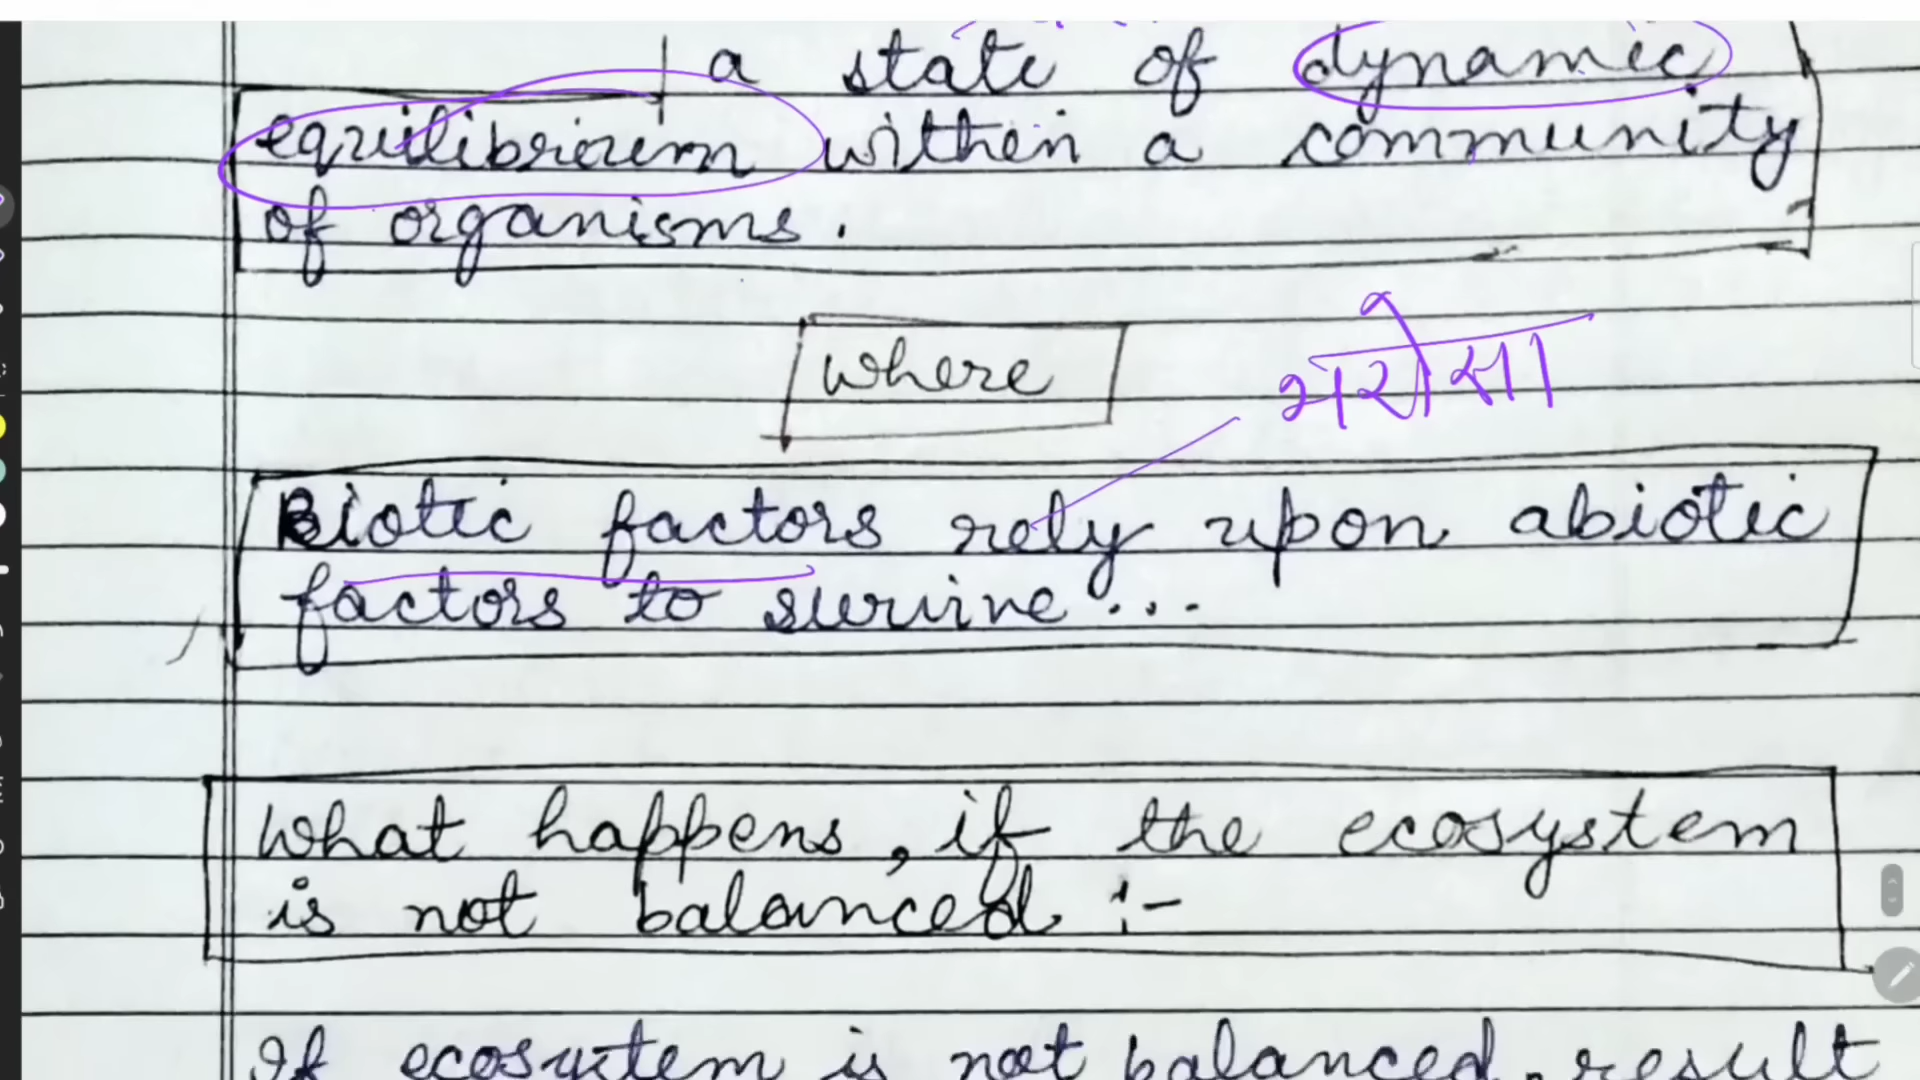 a state of dynamic
equilibrium within a community
of organisms.
where
भरोसा
Biotic factors rely upon abiotic
factors to survive...
What happens, if the ecosystem
is not balanced :-
If ecosystem is not balanced, result